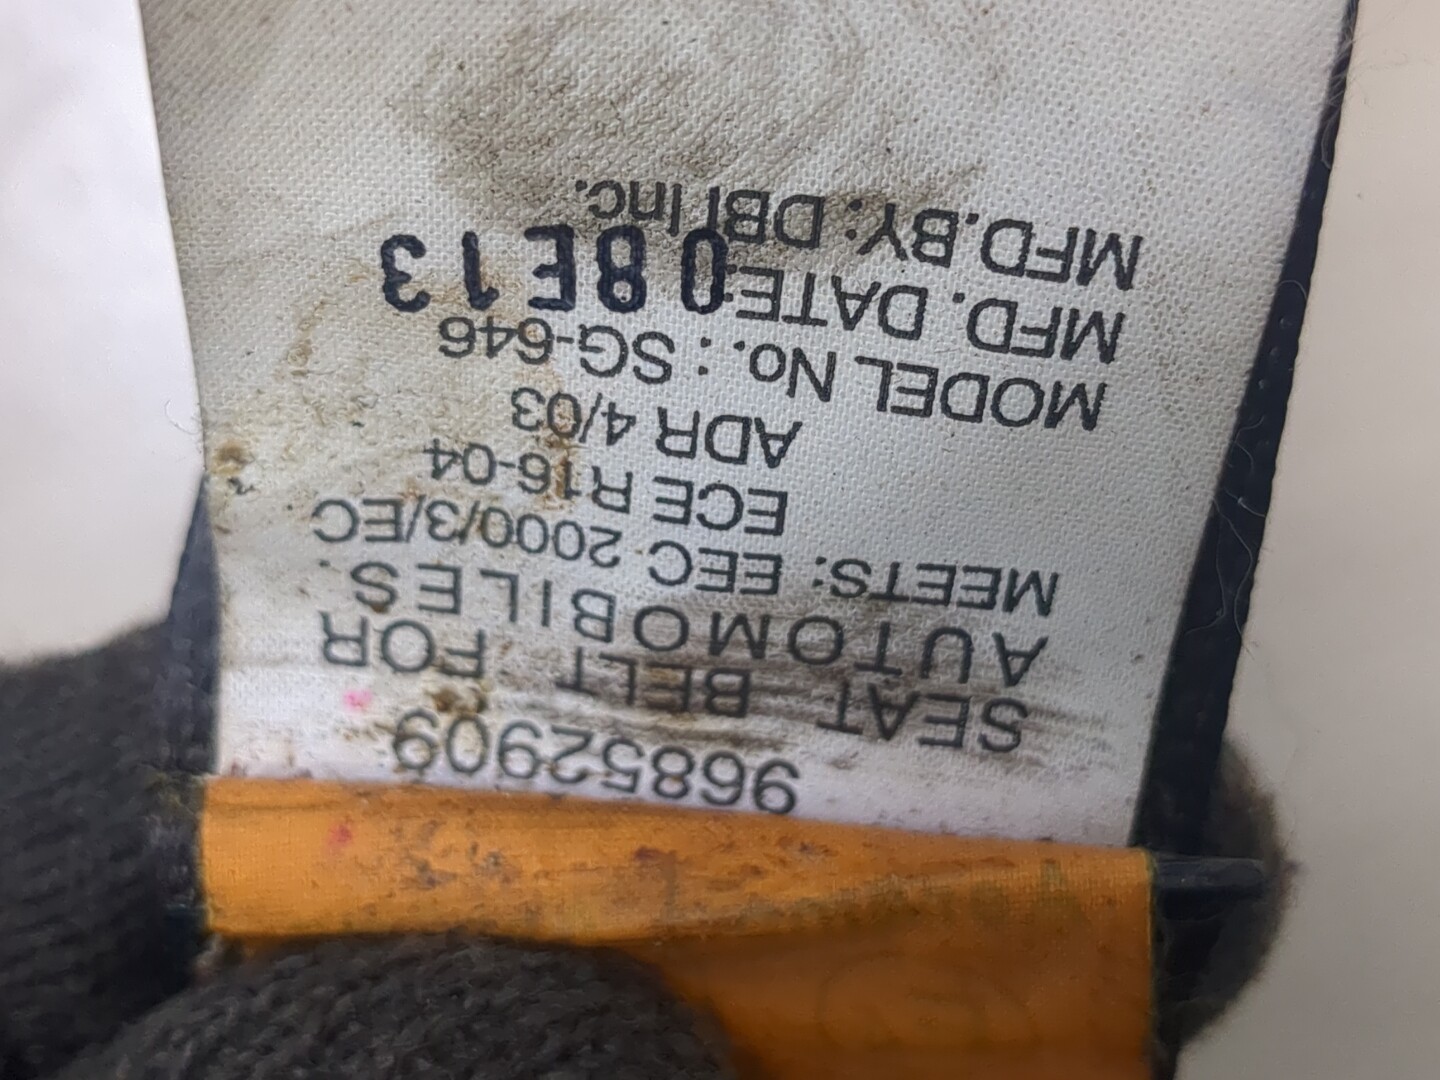 96852909
SEAT BELT FOR
AUTOMOBILES.
MEETS: EEC 2000/3/EC
ECE R16-04
ADR 4/03
MODEL No.: SG-646
MFD. DATE: 08E13
MFD.BY: DBI Inc.